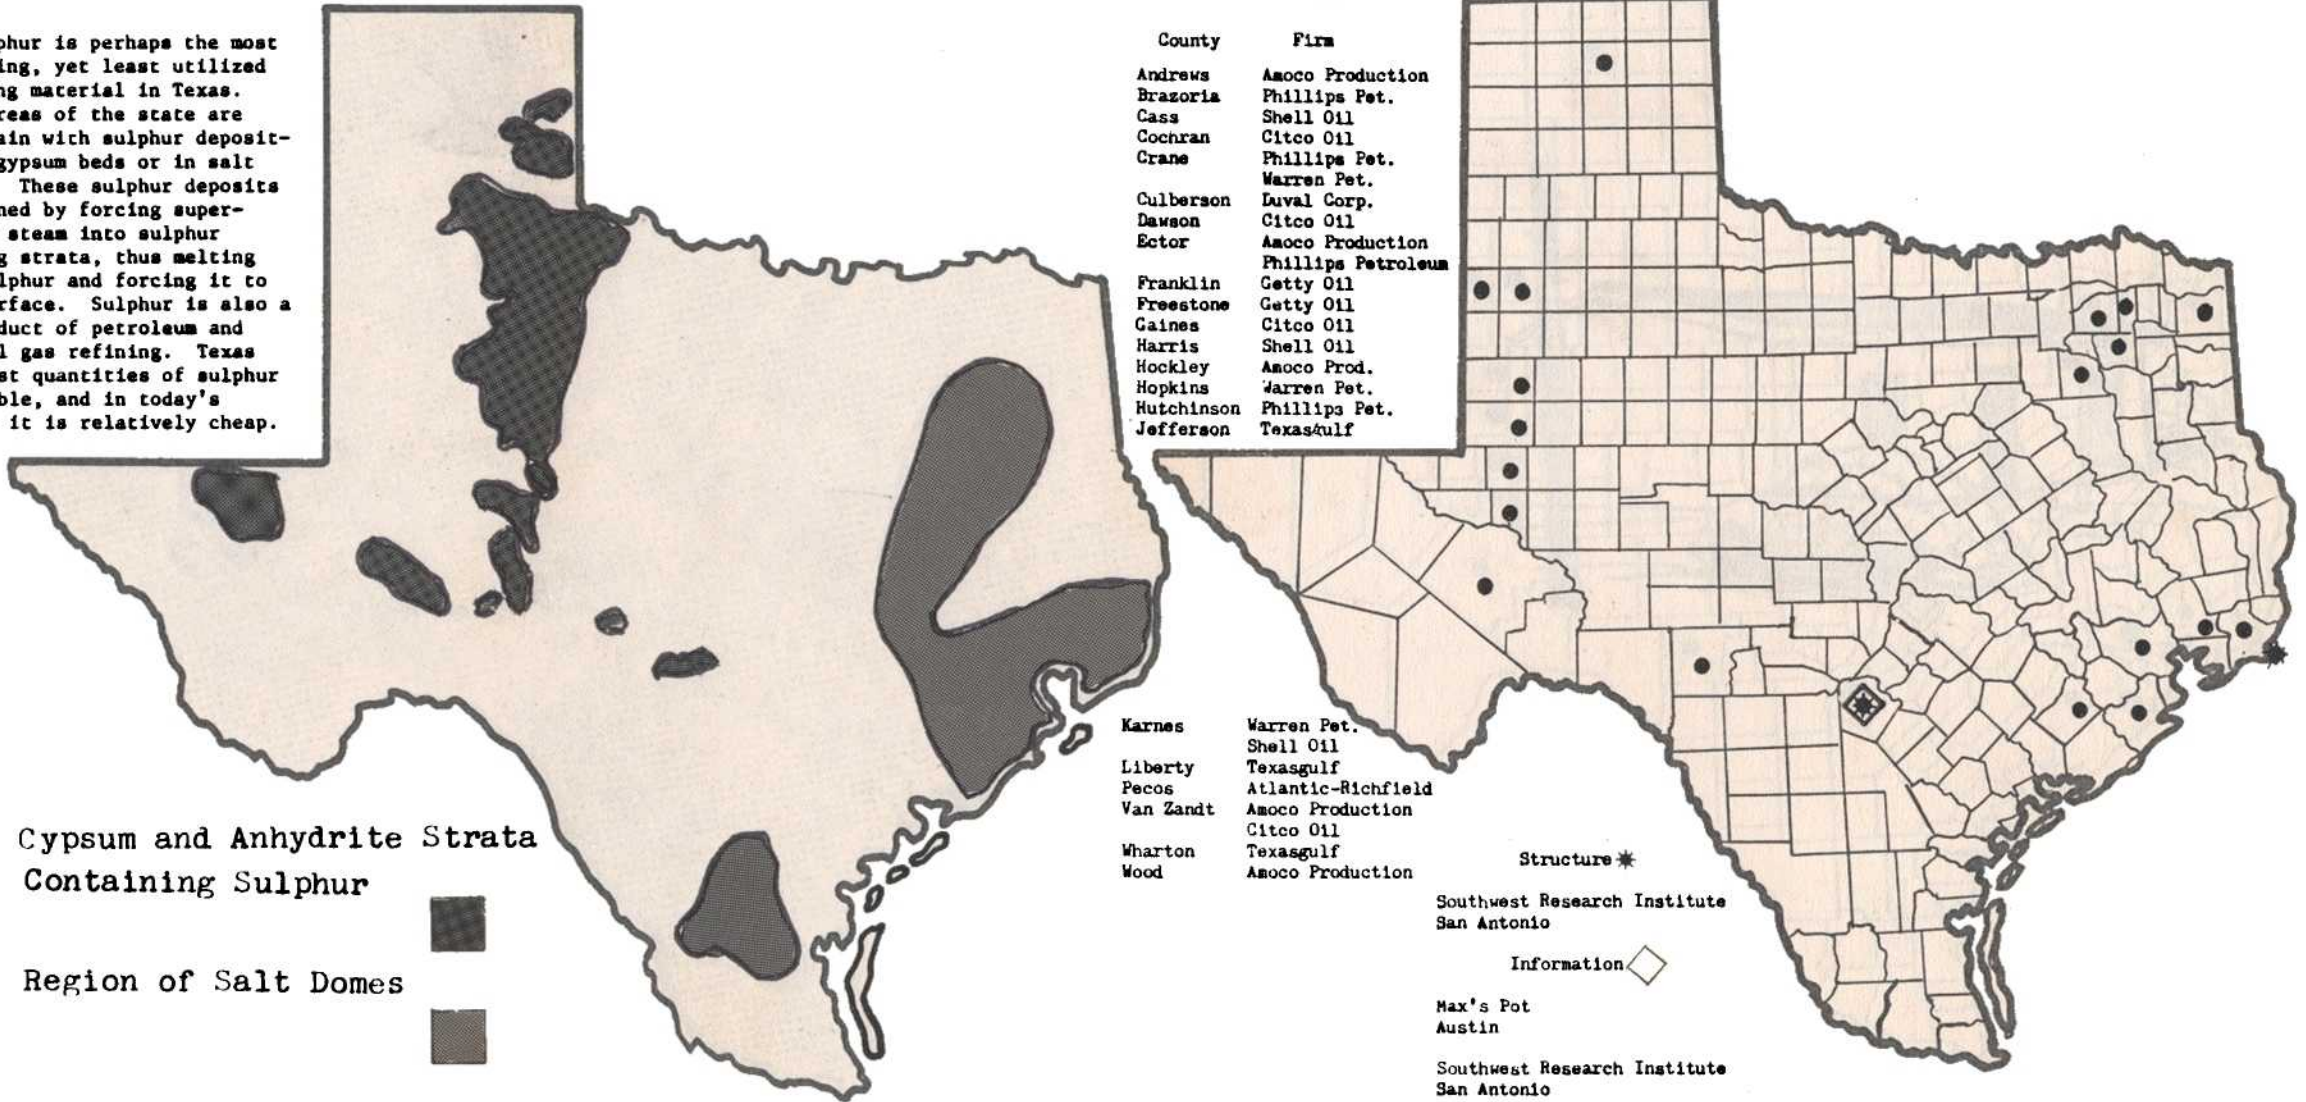 phur is perhaps the most
ing, yet least utilized
ng material in Texas.
reas of the state are
ain with sulphur deposit-
gypsum beds or in salt
These sulphur deposits
ned by forcing super-
steam into sulphur
g strata, thus melting
lphur and forcing it to
rface. Sulphur is also a
duct of petroleum and
l gas refining. Texas
st quantities of sulphur
ble, and in today's
it is relatively cheap.
Cypsum and Anhydrite Strata
Containing Sulphur
Region of Salt Domes
County Firm
Andrews Amoco Production
Brazoria Phillips Pet.
Cass Shell Oil
Cochran Citco Oil
Crane Phillips Pet.
Warren Pet.
Culberson Duval Corp.
Dawson Citco Oil
Ector Amoco Production
Phillips Petroleum
Franklin Getty Oil
Freestone Getty Oil
Gaines Citco Oil
Harris Shell Oil
Hockley Amoco Prod.
Hopkins Warren Pet.
Hutchinson Phillips Pet.
Jefferson Texasgulf
Karnes Warren Pet.
Shell Oil
Liberty Texasgulf
Pecos Atlantic-Richfield
Van Zandt Amoco Production
Citco Oil
Wharton Texasgulf
Wood Amoco Production
Structure
Southwest Research Institute
San Antonio
Information
Max's Pot
Austin
Southwest Research Institute
San Antonio